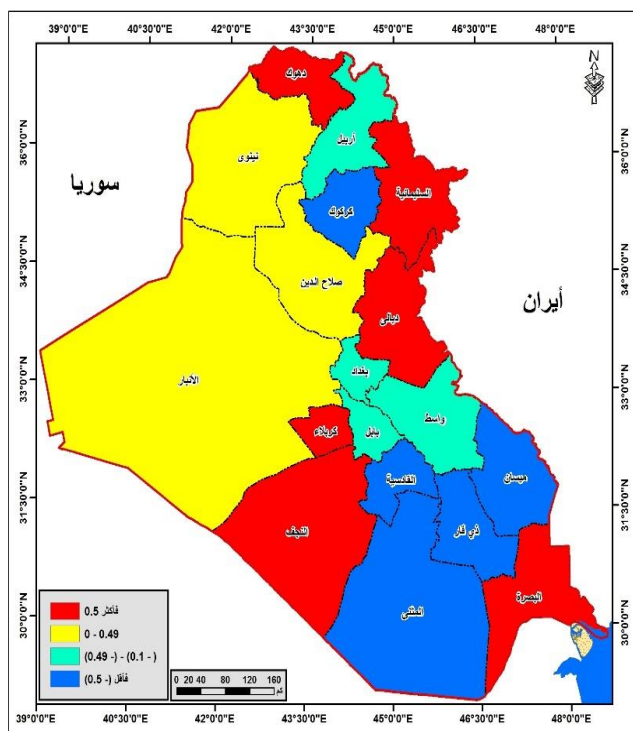 39°0'0"E 40°30'0"E 42°0'0"E 43°30'0"E 45°0'0"E 46°30'0"E 48°0'0"E
N
دهوك
36°0'0"N
36°0'0"N
أربيل
نينوى
سوريا
السليمانية
كركوك
34°30'0"N
34°30'0"N
صلاح الدين
أيران
ديالى
بغداد
الأنبار
33°0'0"N
33°0'0"N
واسط
بابل
كربلاء
ميسان
القادسية
31°30'0"N
31°30'0"N
ذي قار
النجف
البصرة
المثنى
30°0'0"N
30°0'0"N
0.5 فأكثر
0 - 0.49
(0.49 -) - (0.1 -)
(0.5 -) فأقل
0 20 40 80 120 160
كم
39°0'0"E 40°30'0"E 42°0'0"E 43°30'0"E 45°0'0"E 46°30'0"E 48°0'0"E